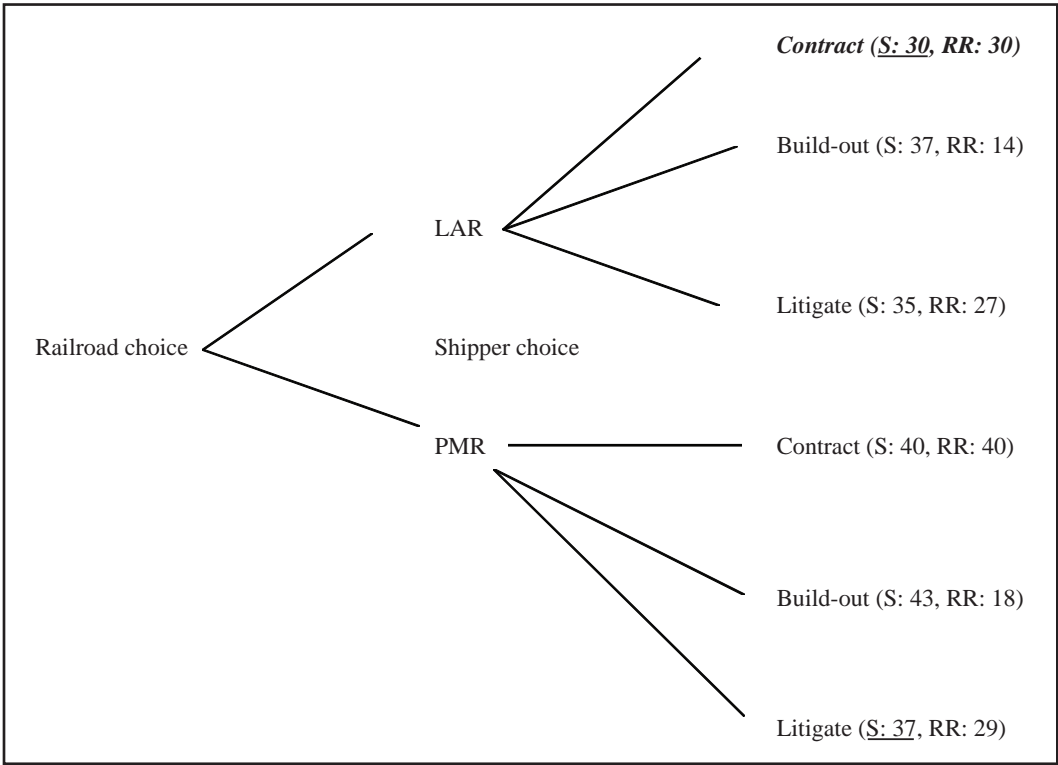 Contract (S: 30, RR: 30)
Build-out (S: 37, RR: 14)
LAR
Litigate (S: 35, RR: 27)
Railroad choice
Shipper choice
PMR
Contract (S: 40, RR: 40)
Build-out (S: 43, RR: 18)
Litigate (S: 37, RR: 29)